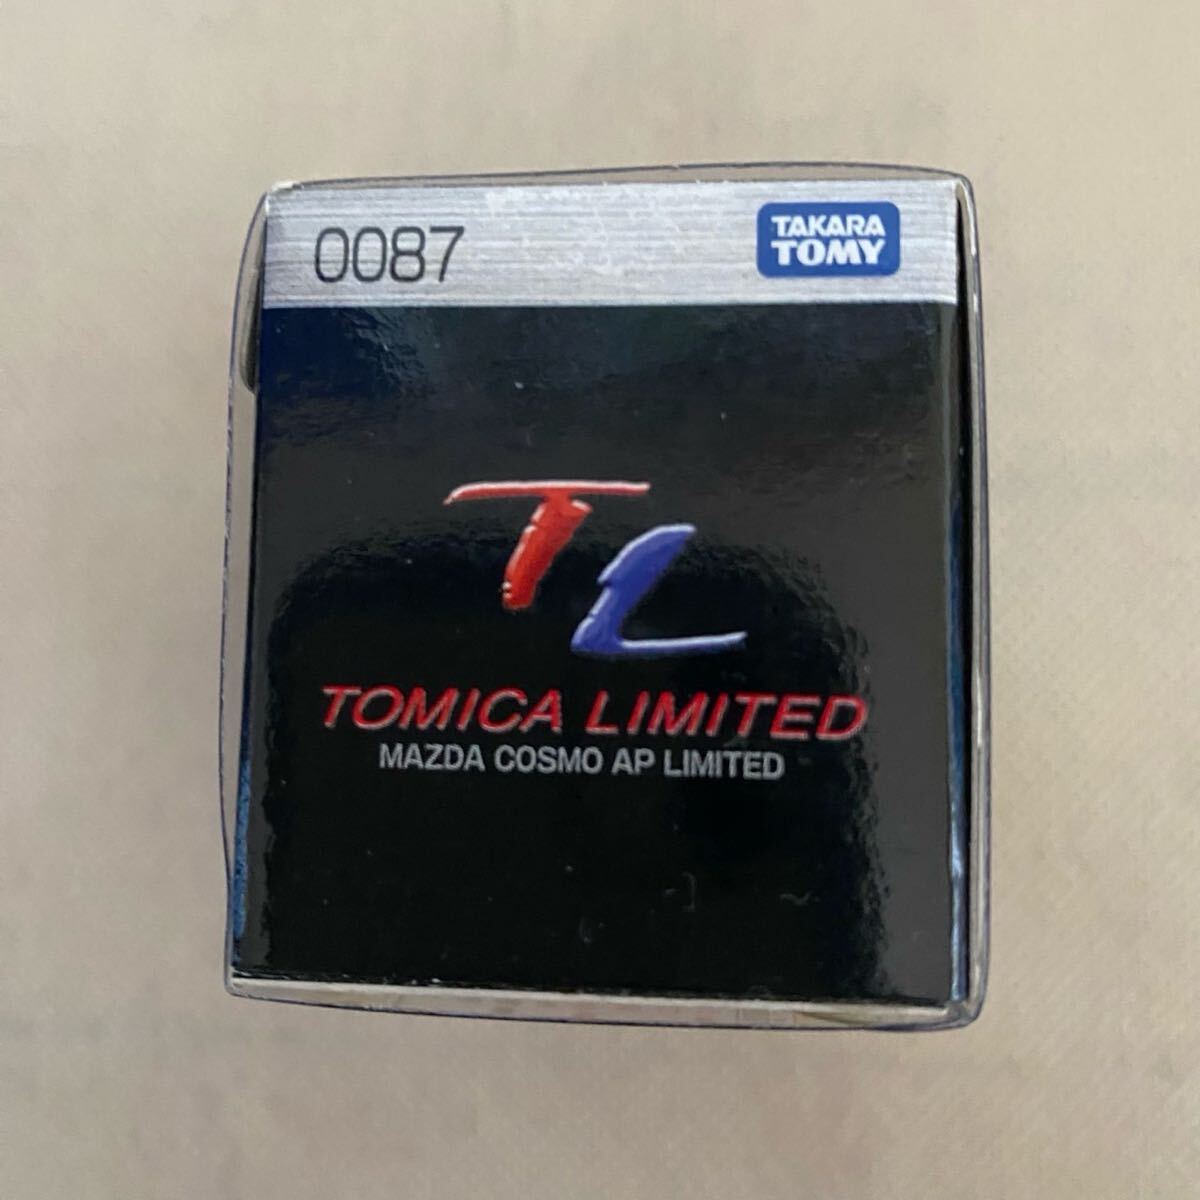 0087
TAKARA
TOMY
TL
TOMICA LIMITED
MAZDA COSMO AP LIMITED